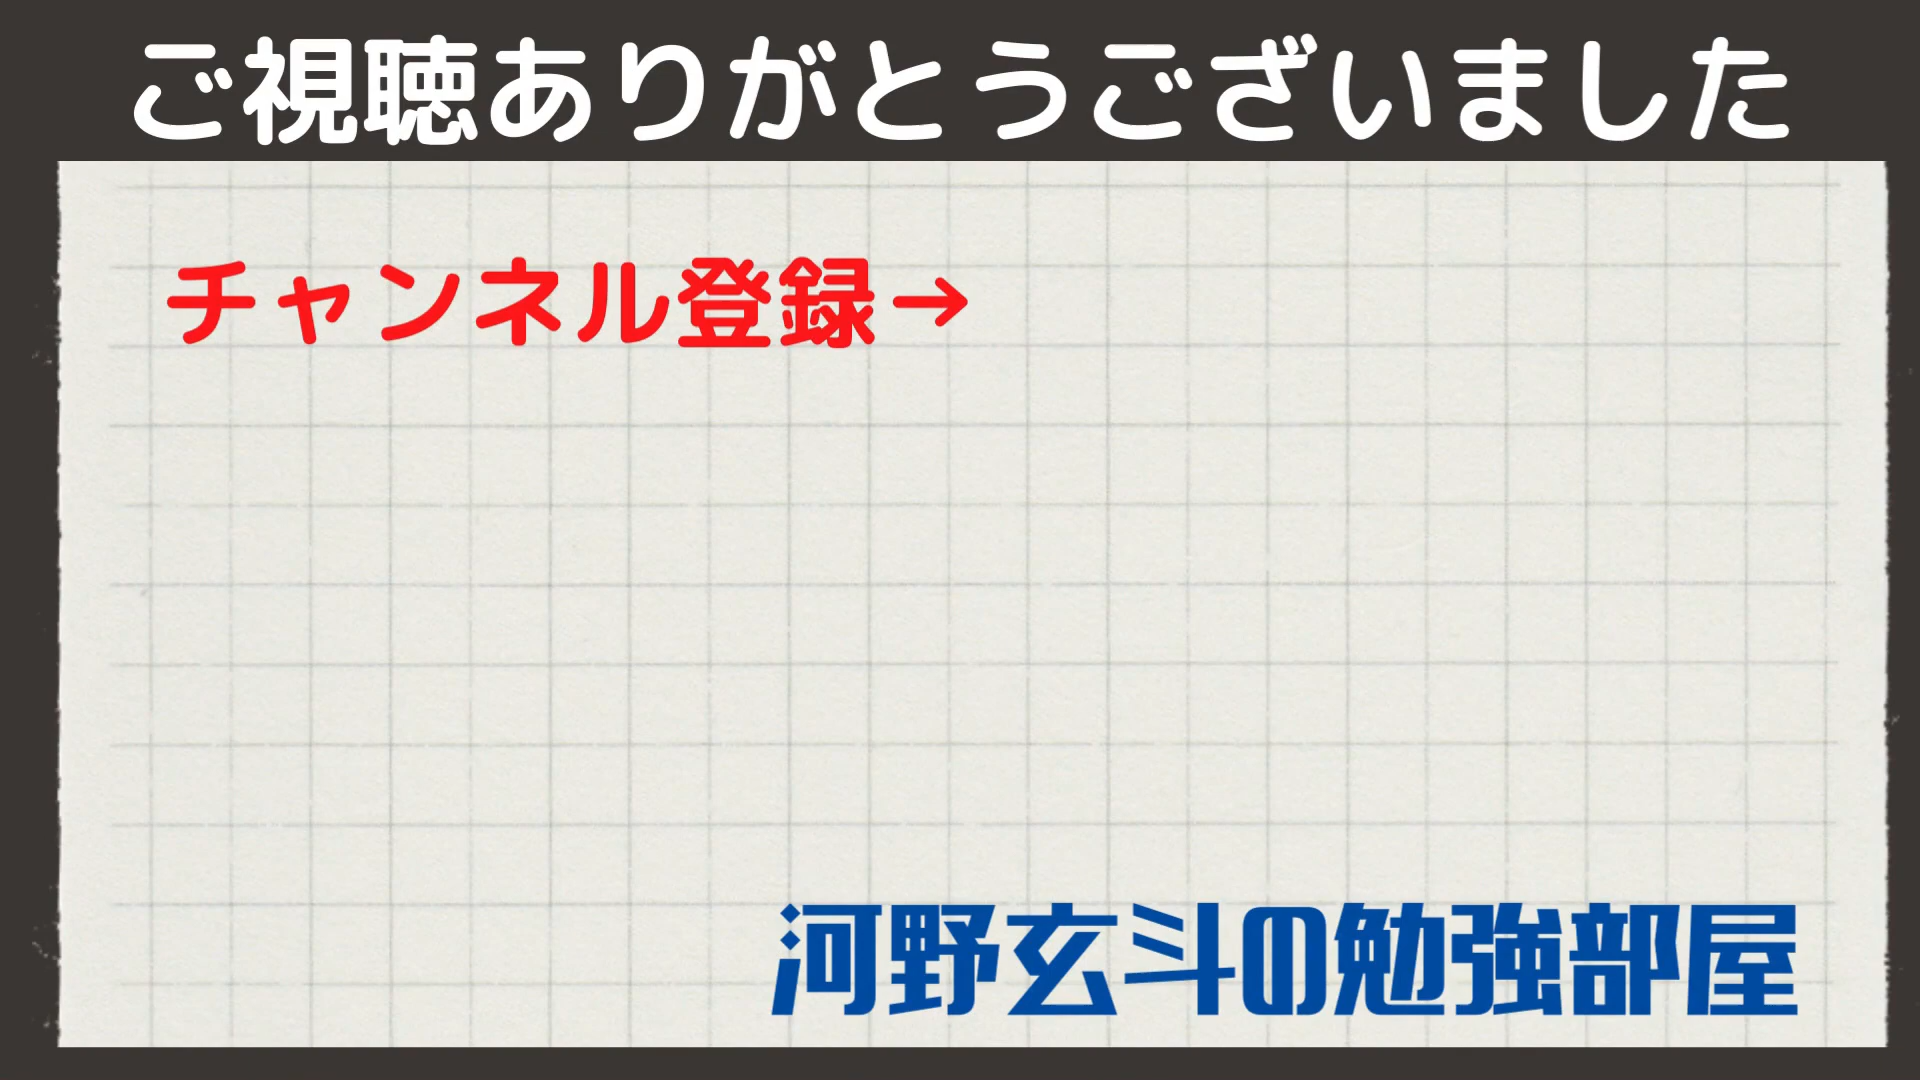 ご視聴ありがとうございました
チャンネル登録→
河野玄斗の勉強部屋